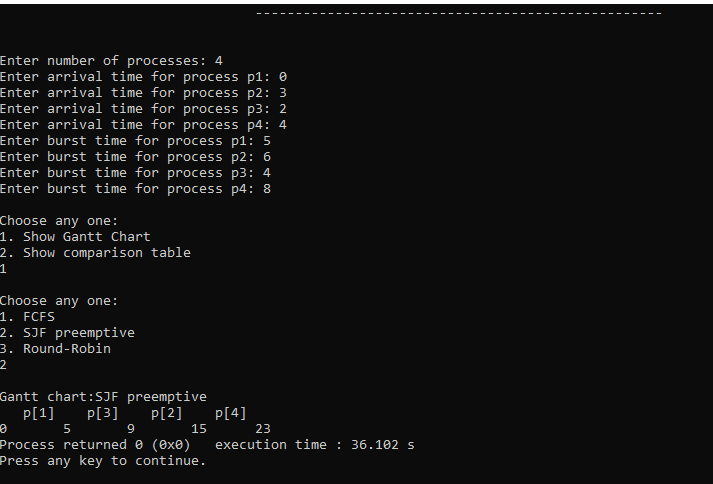 ---------------------------------------------------
Enter number of processes: 4
Enter arrival time for process p1: 0
Enter arrival time for process p2: 3
Enter arrival time for process p3: 2
Enter arrival time for process p4: 4
Enter burst time for process p1: 5
Enter burst time for process p2: 6
Enter burst time for process p3: 4
Enter burst time for process p4: 8
Choose any one:
1. Show Gantt Chart
2. Show comparison table
1
Choose any one:
1. FCFS
2. SJF preemptive
3. Round-Robin
2
Gantt chart:SJF preemptive
   p[1]    p[3]    p[2]    p[4]
0       5       9       15      23
Process returned 0 (0x0)   execution time : 36.102 s
Press any key to continue.